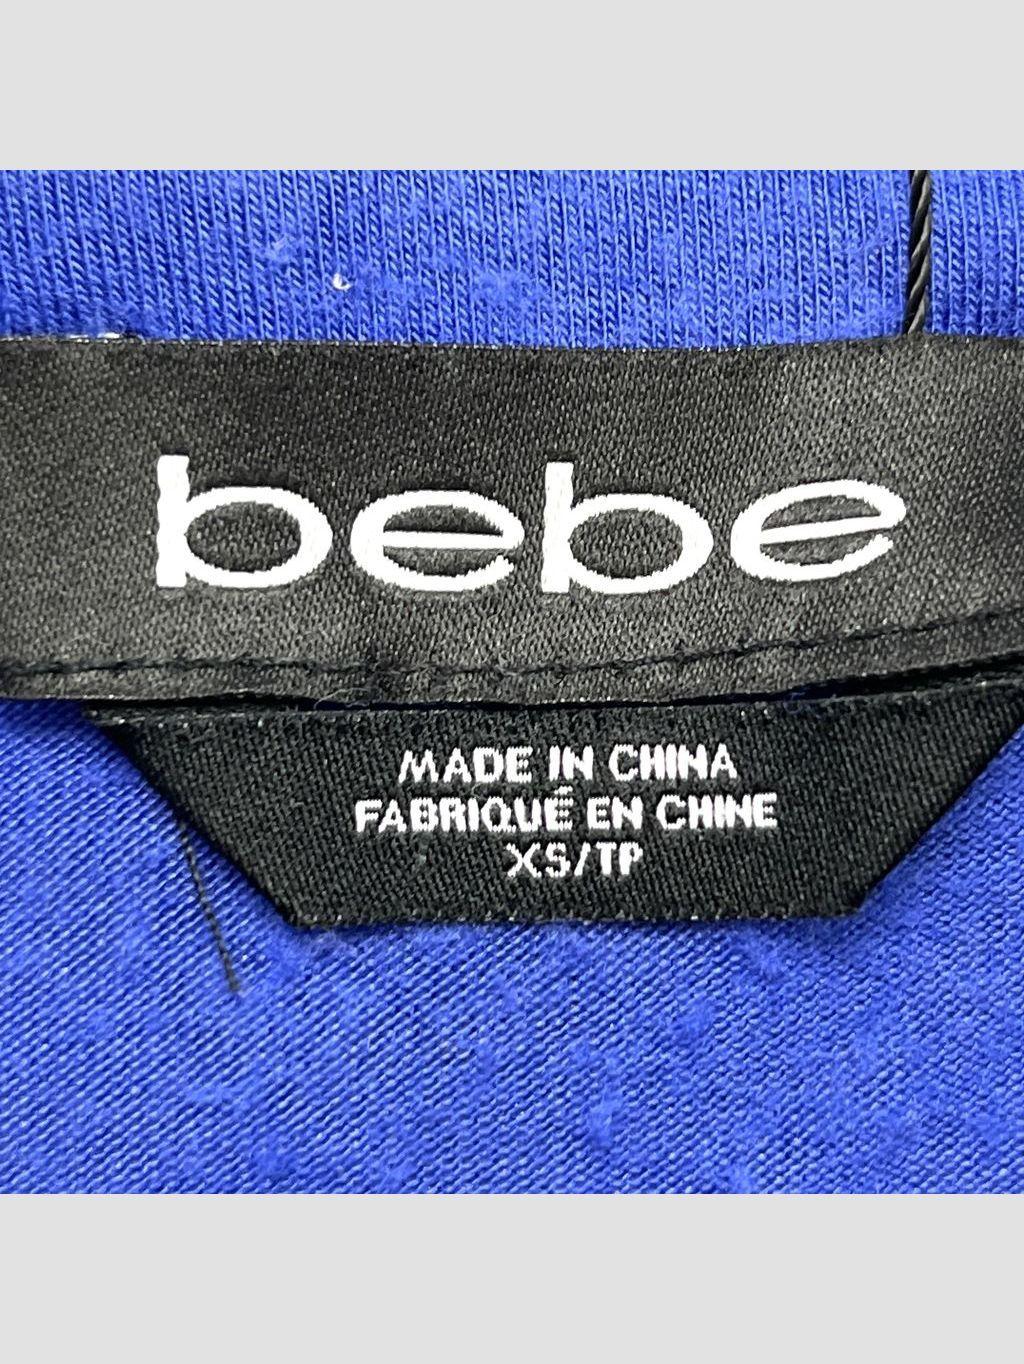 bebe
MADE IN CHINA
FABRIQUÉ EN CHINE
XS/TP